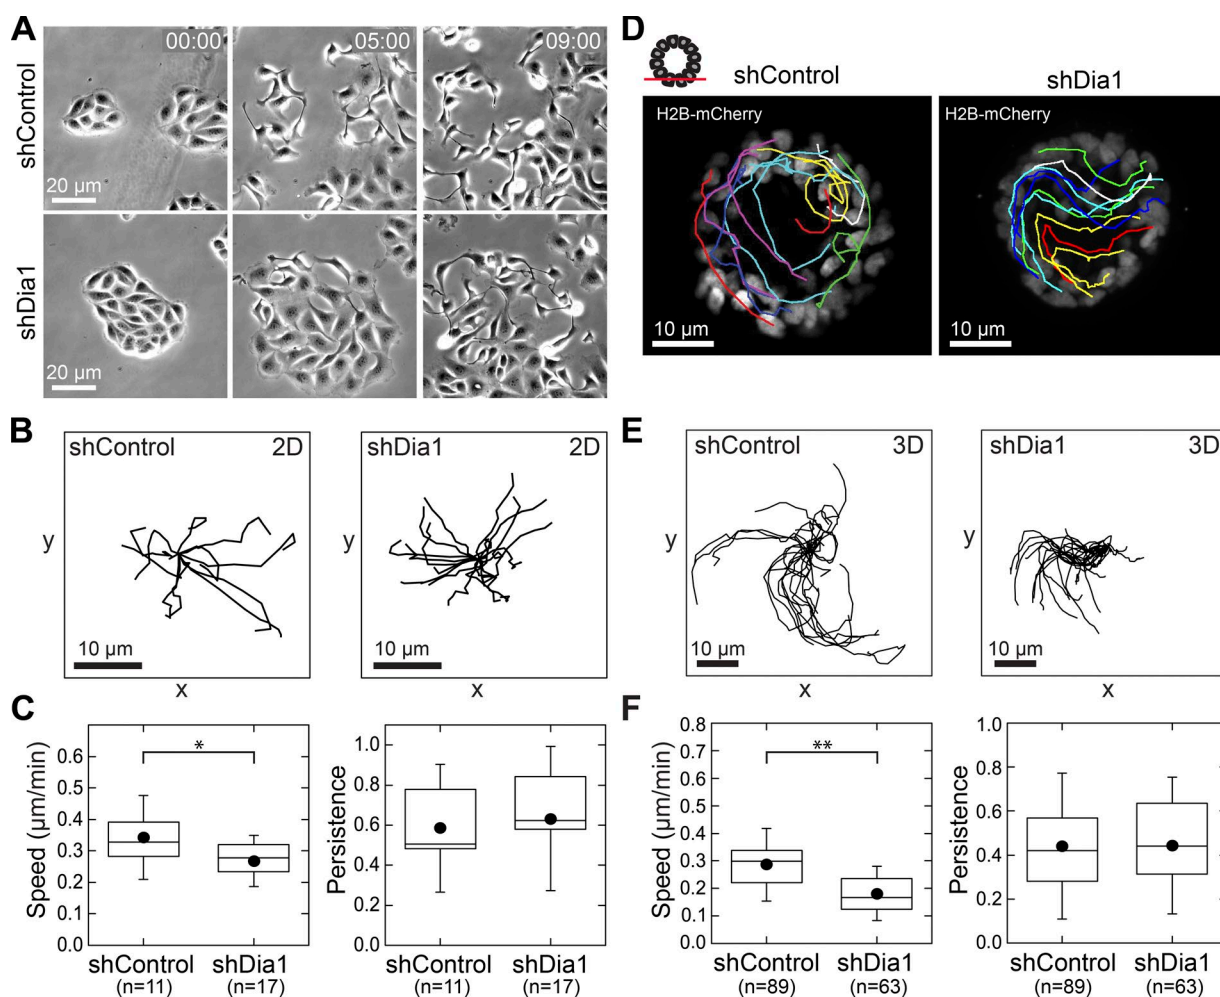 A
00:00
05:00
09:00
shControl
20 µm
shDia1
20 µm
B
shControl
2D
y
10 µm
shDia1
2D
y
10 µm
x
C
Speed (µm/min)
0.6
0.5
0.4
0.3
0.2
0.1
0.0
*
shControl
shDia1
(n=11)
(n=17)
Persistence
1.0
0.8
0.6
0.4
0.2
0.0
shControl
shDia1
(n=11)
(n=17)
D
shControl
shDia1
H2B-mCherry
10 µm
H2B-mCherry
10 µm
E
shControl
3D
y
10 µm
x
shDia1
3D
y
10 µm
x
F
Speed (µm/min)
0.8
0.7
0.6
0.5
0.4
0.3
0.2
0.1
0.0
**
shControl
shDia1
(n=89)
(n=63)
Persistence
1.0
0.8
0.6
0.4
0.2
0.0
shControl
shDia1
(n=89)
(n=63)